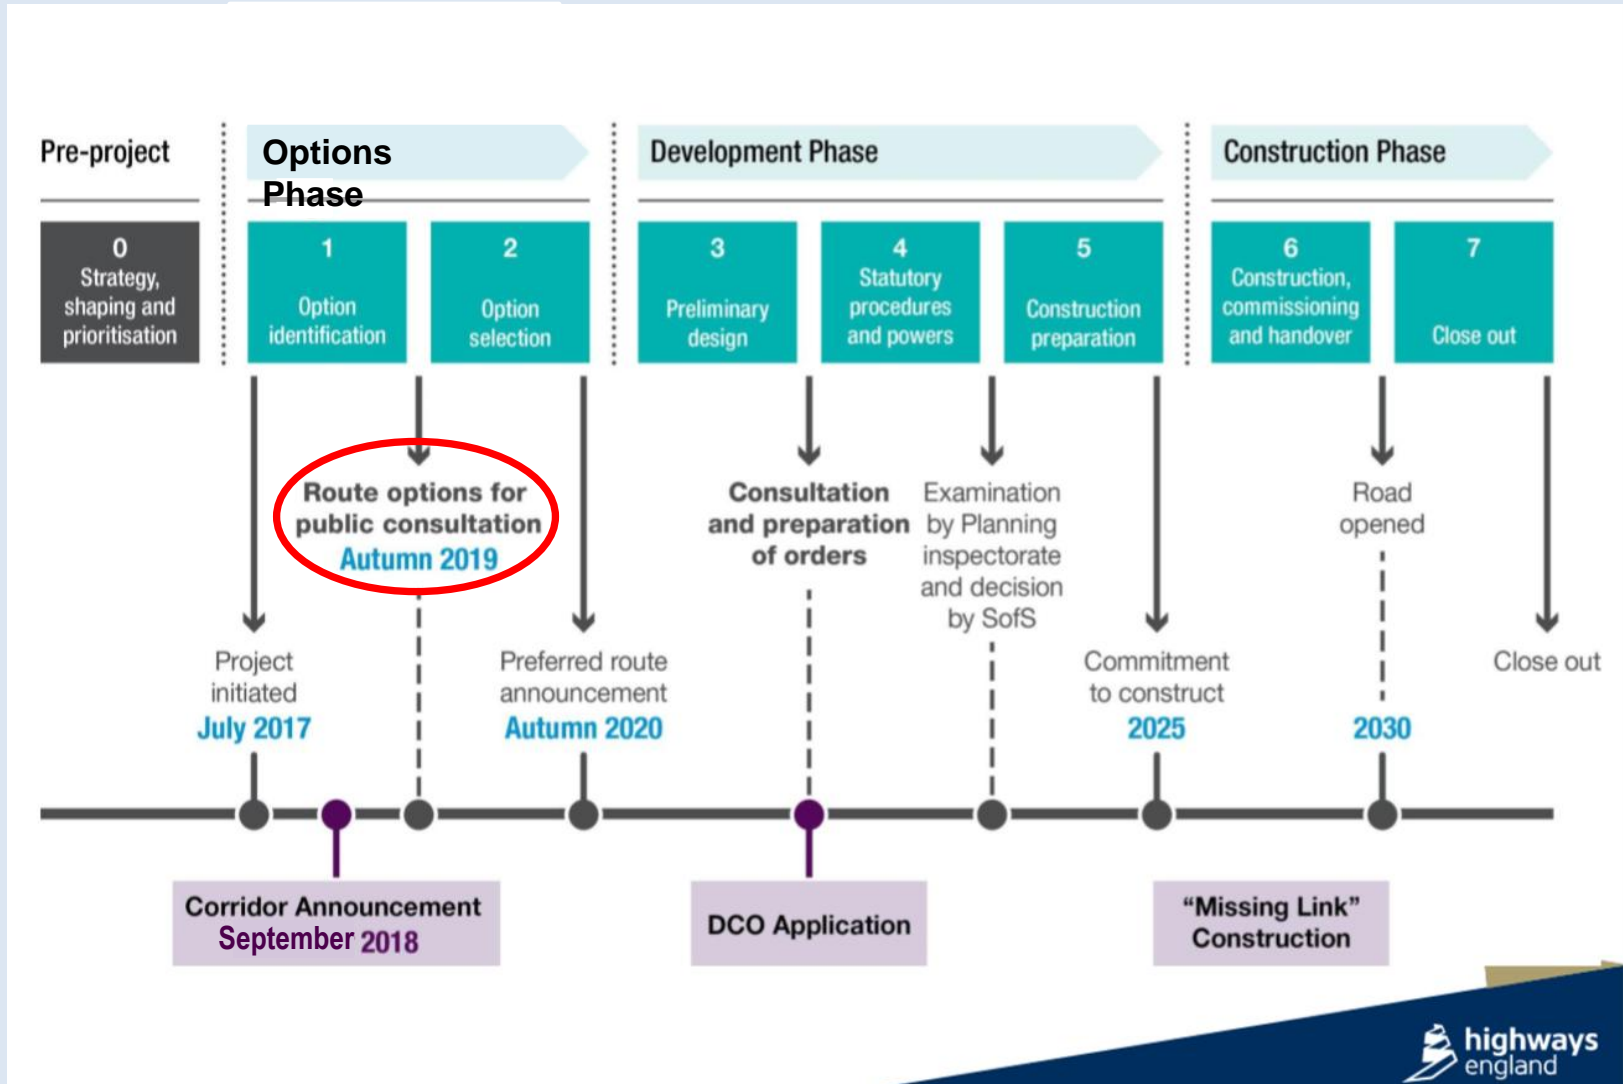 Pre-project
Options
Phase
Development Phase
Construction Phase
0
Strategy,
shaping and
prioritisation
1
Option
identification
2
Option
selection
3
Preliminary
design
4
Statutory
procedures
and powers
5
Construction
preparation
6
Construction,
commissioning
and handover
7
Close out
Route options for
public consultation
Autumn 2019
Consultation
and preparation
of orders
Examination
by Planning
inspectorate
and decision
by SofS
Road
opened
Project
initiated
July 2017
Preferred route
announcement
Autumn 2020
Commitment
to construct
2025
2030
Close out
Corridor Announcement
September 2018
DCO Application
“Missing Link”
Construction
highways
england